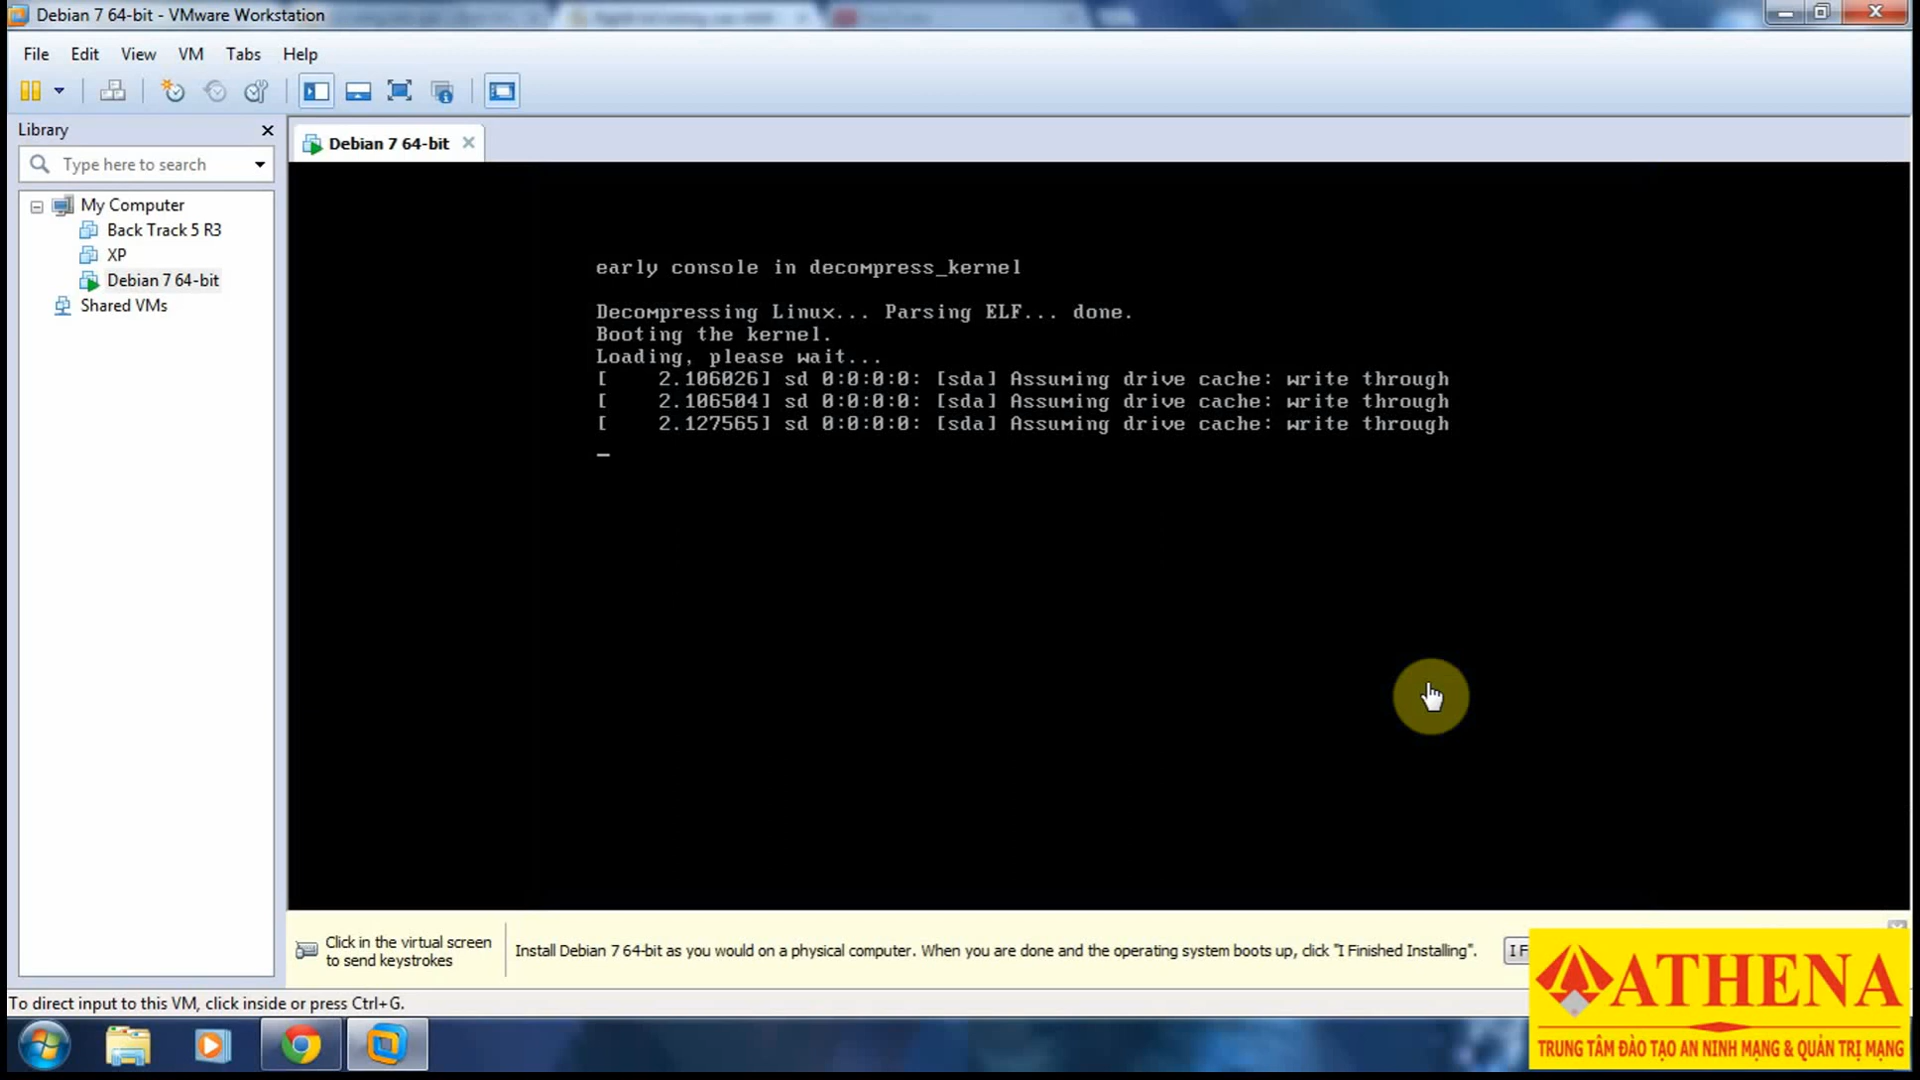 Debian 7 64-bit - VMware Workstation
File Edit View VM Tabs Help
Library
Type here to search
My Computer
Back Track 5 R3
XP
Debian 7 64-bit
Shared VMs
Debian 7 64-bit
early console in decompress_kernel
Decompressing Linux... Parsing ELF... done.
Booting the kernel.
Loading, please wait...
[    2.106026] sd 0:0:0:0: [sda] Assuming drive cache: write through
[    2.106504] sd 0:0:0:0: [sda] Assuming drive cache: write through
[    2.127565] sd 0:0:0:0: [sda] Assuming drive cache: write through
Click in the virtual screen
to send keystrokes
Install Debian 7 64-bit as you would on a physical computer. When you are done and the operating system boots up, click "I Finished Installing".
I F
To direct input to this VM, click inside or press Ctrl+G.
ATHENA
TRUNG TÂM ĐÀO TẠO AN NINH MẠNG & QUẢN TRỊ MẠNG